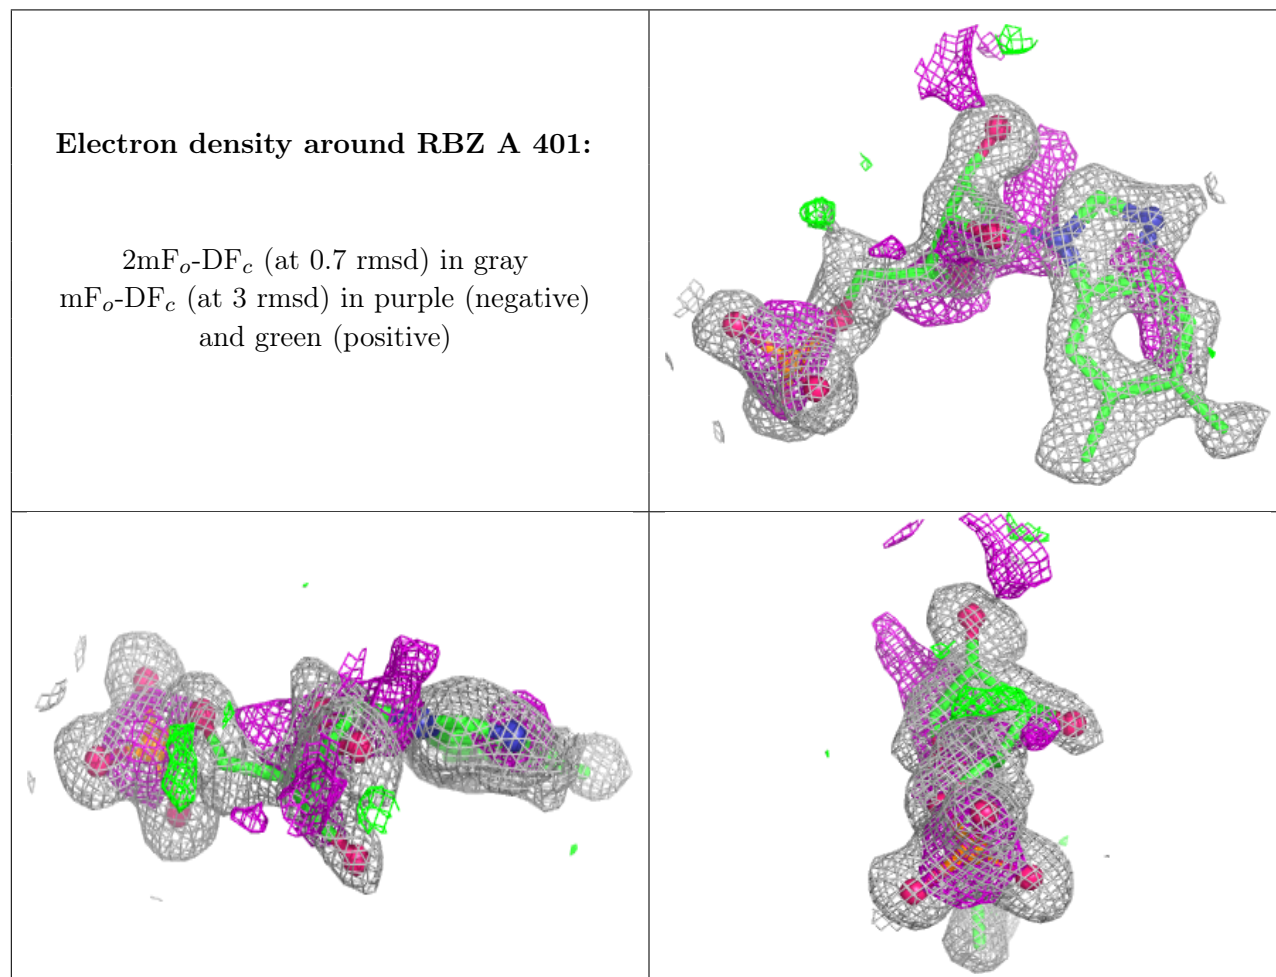 Electron density around RBZ A 401:
2mFo-DFc (at 0.7 rmsd) in gray
mFo-DFc (at 3 rmsd) in purple (negative)
and green (positive)